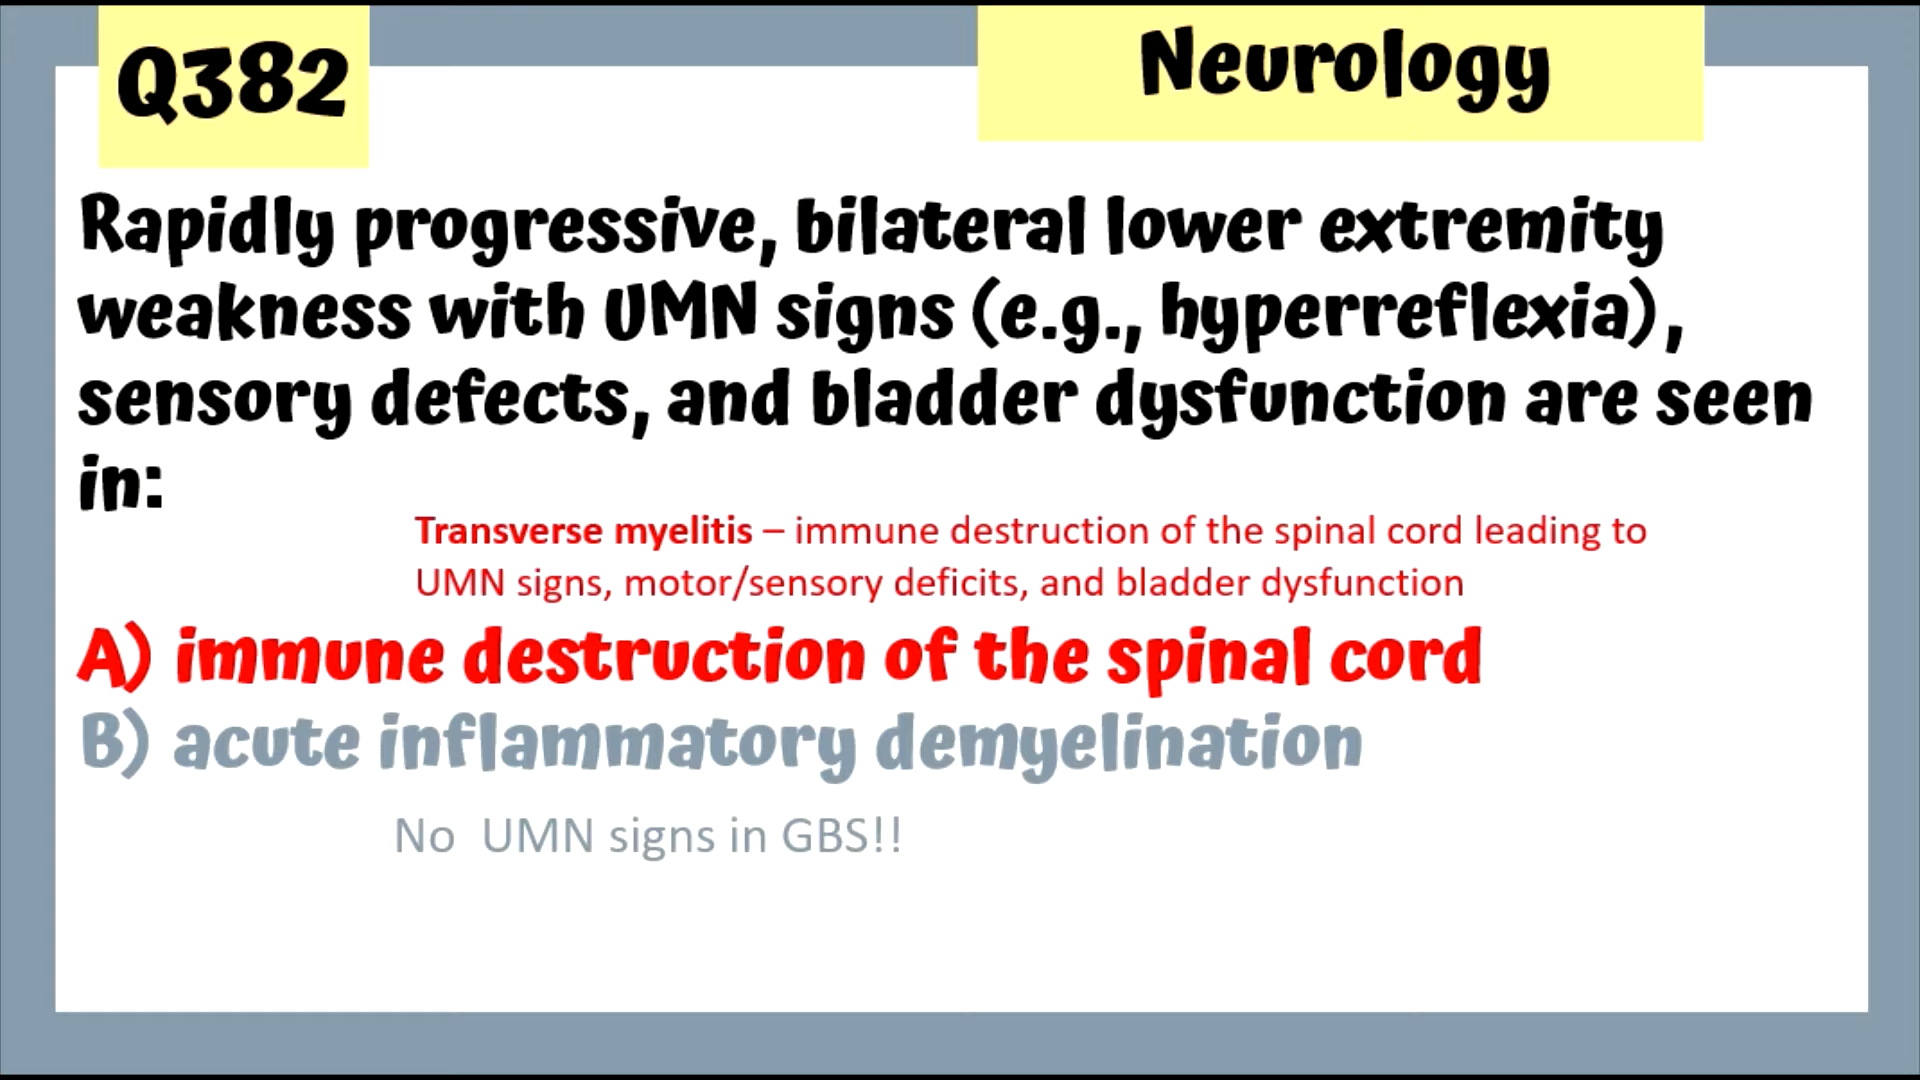 Q382
Neurology
Rapidly progressive, bilateral lower extremity
weakness with UMN signs (e.g., hyperreflexia),
sensory defects, and bladder dysfunction are seen
in:
Transverse myelitis – immune destruction of the spinal cord leading to
UMN signs, motor/sensory deficits, and bladder dysfunction
A) immune destruction of the spinal cord
B) acute inflammatory demyelination
No UMN signs in GBS!!